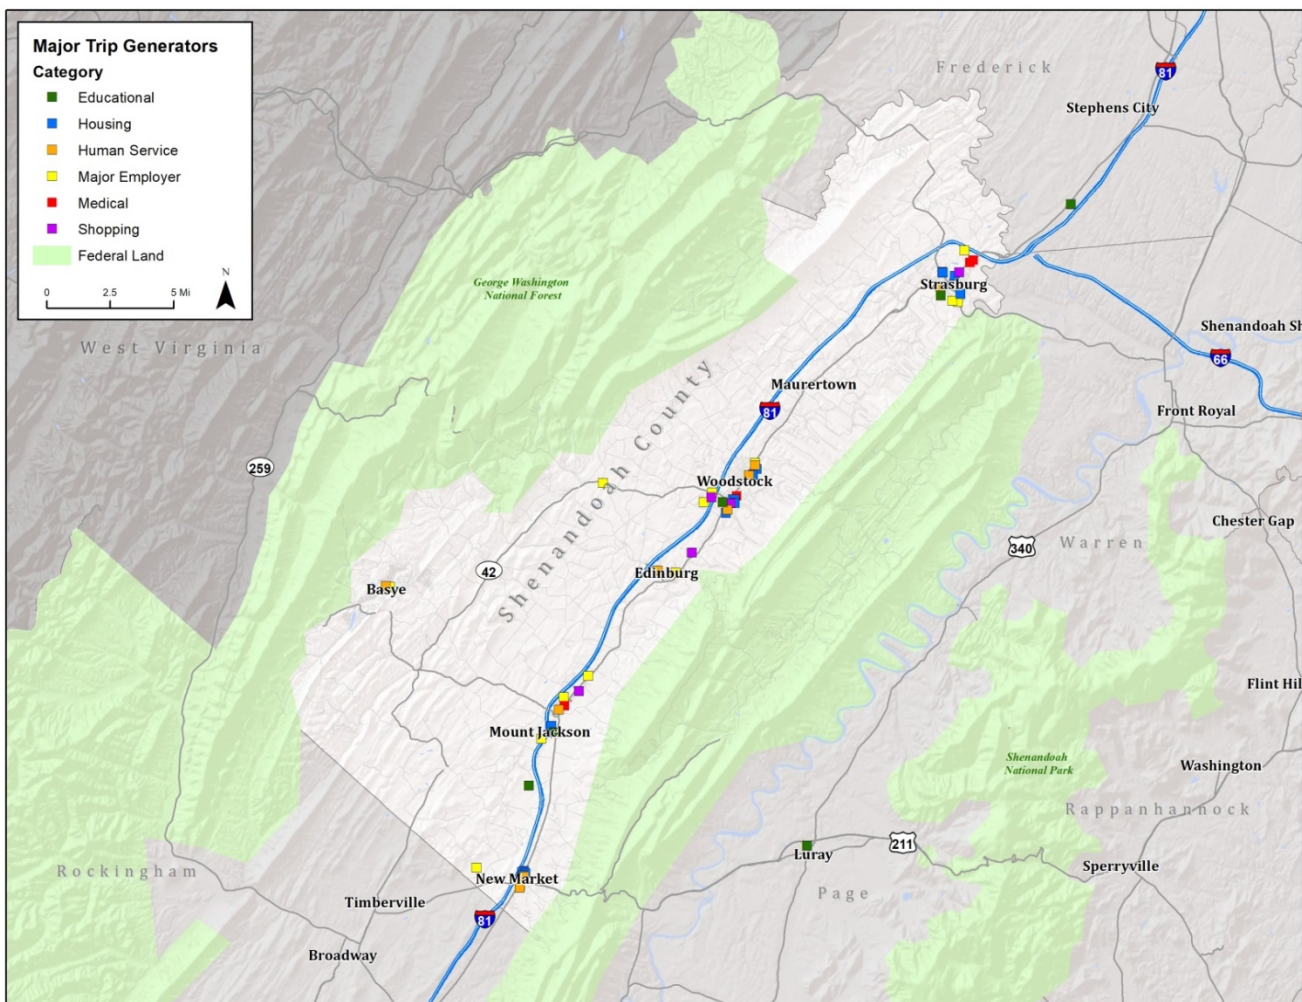 Major Trip Generators
Category
Educational
Housing
Human Service
Major Employer
Medical
Shopping
Federal Land
N
0 2.5 5 Mi
Frederick
81
Stephens City
George Washington
National Forest
Strasburg
West Virginia
Shenandoah Sh
66
Maurertown
81
Front Royal
Shenandoah County
259
Woodstock
Chester Gap
340
Warren
42
Edinburg
Basye
Flint Hil
Mount Jackson
Shenandoah
National Park
Washington
Rappanhannock
Luray
211
Sperryville
Rockingham
New Market
Page
Timberville
81
Broadway